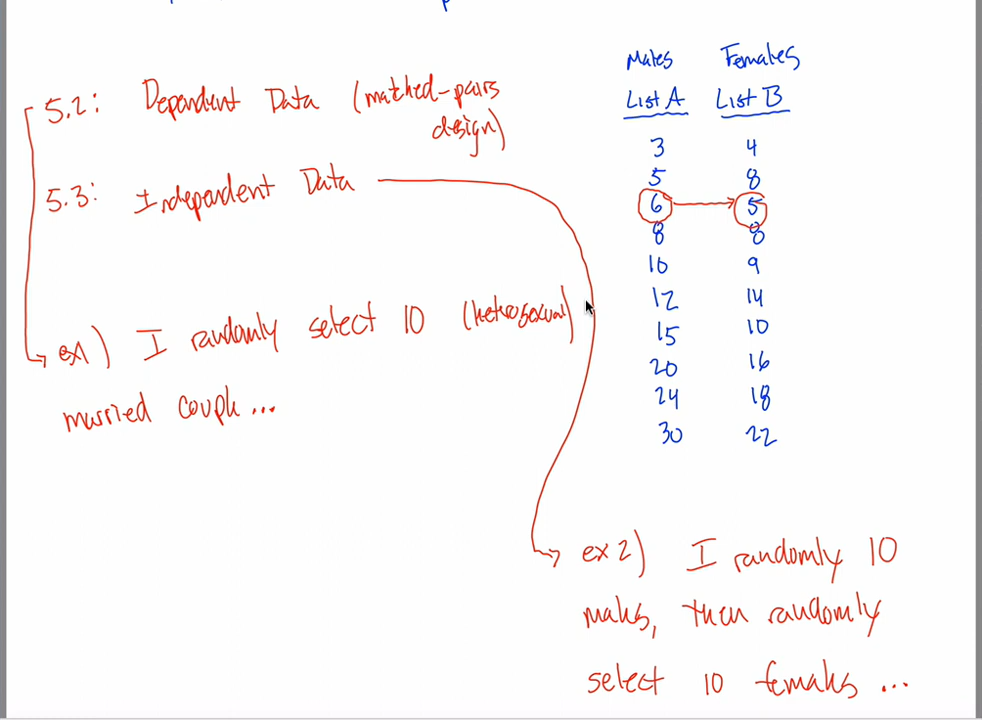 5.2: Dependent Data (matched-pairs
design)
5.3: Independent Data
ex1) I randomly select 10 (hetrosexual)
married couple...
Males Females
List A List B
3 4
5 8
6 5
8 8
10 9
12 14
15 10
20 16
24 18
30 22
ex 2) I randomly 10
males, then randomly
select 10 females ...